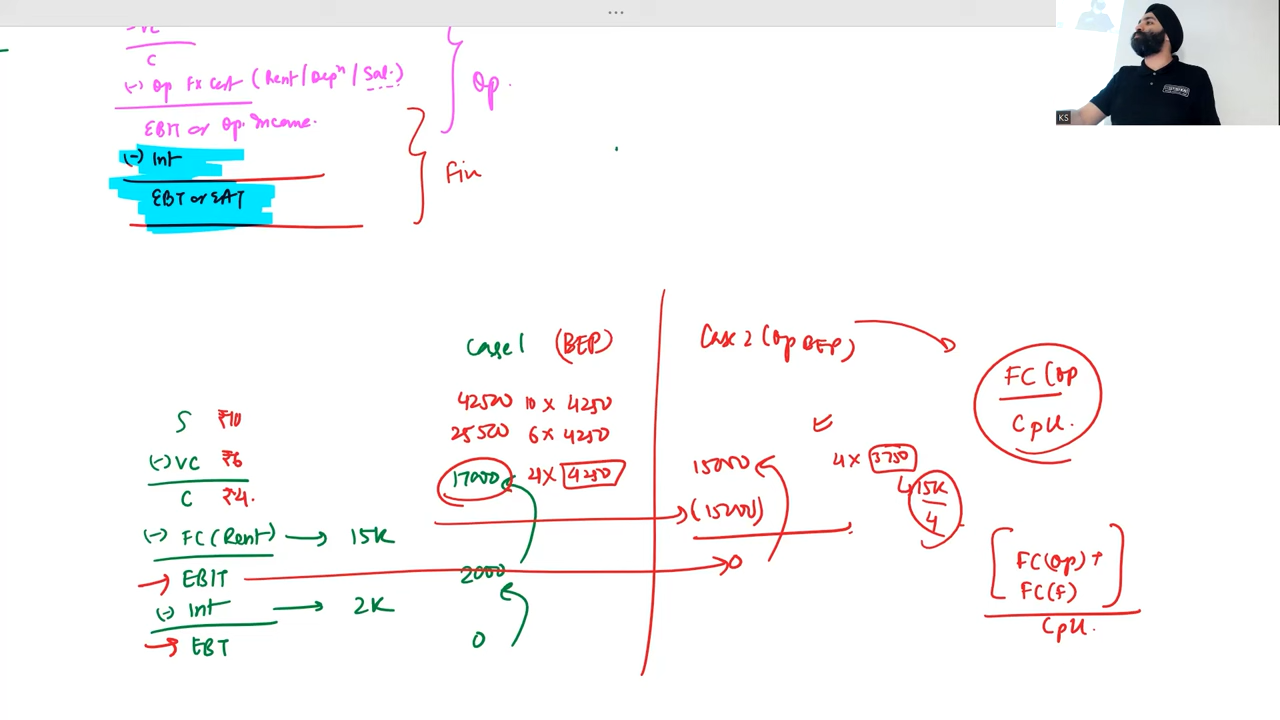 (-) VC
C
(-) Op Fx Cost (Rent/Depⁿ/Sal.)
EBIT or Op. Income.
Op.
(-) Int
EBT or EAT
Fin
KS
Case 1 (BEP)
Case 2 (Op BEP)
FC (Op
CpU.
S ₹10
42500 10 x 4250
(-) VC ₹6
25500 6 x 4250
C ₹4.
17000 4 x 4250
15000 4 x 3750
(-) FC (Rent) → 15K
(15000)
15K
4
EBIT
2000
0
(-) Int → 2K
EBT
0
FC(Op) +
FC(F)
CpU.